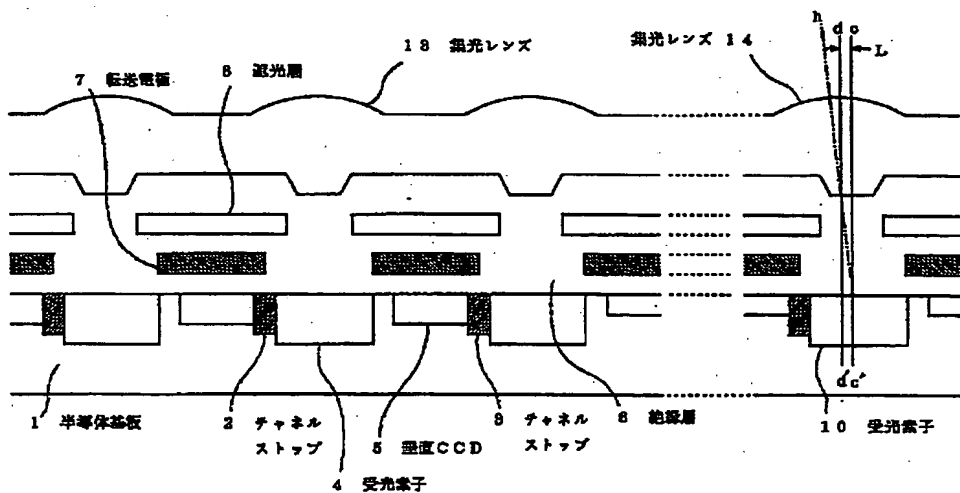 h
d c
L
13 集光レンズ
集光レンズ 14
8 遮光層
7 転送電極
d' c'
1 半導体基板
2 チャネル
ストップ
5 垂直CCD
9 チャネル
ストップ
6 絶縁層
10 受光素子
4 受光素子